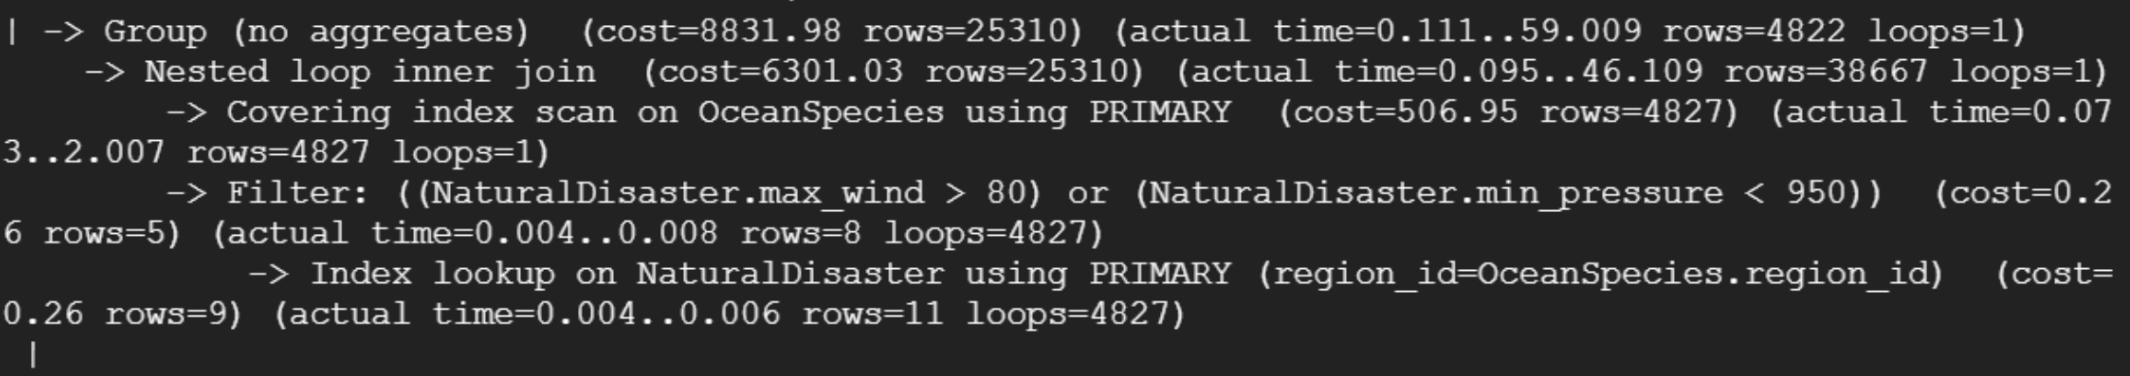 | -> Group (no aggregates)  (cost=8831.98 rows=25310) (actual time=0.111..59.009 rows=4822 loops=1)
    -> Nested loop inner join  (cost=6301.03 rows=25310) (actual time=0.095..46.109 rows=38667 loops=1)
        -> Covering index scan on OceanSpecies using PRIMARY  (cost=506.95 rows=4827) (actual time=0.07
3..2.007 rows=4827 loops=1)
        -> Filter: ((NaturalDisaster.max_wind > 80) or (NaturalDisaster.min_pressure < 950))  (cost=0.2
6 rows=5) (actual time=0.004..0.008 rows=8 loops=4827)
            -> Index lookup on NaturalDisaster using PRIMARY (region_id=OceanSpecies.region_id)  (cost=
0.26 rows=9) (actual time=0.004..0.006 rows=11 loops=4827)
 |